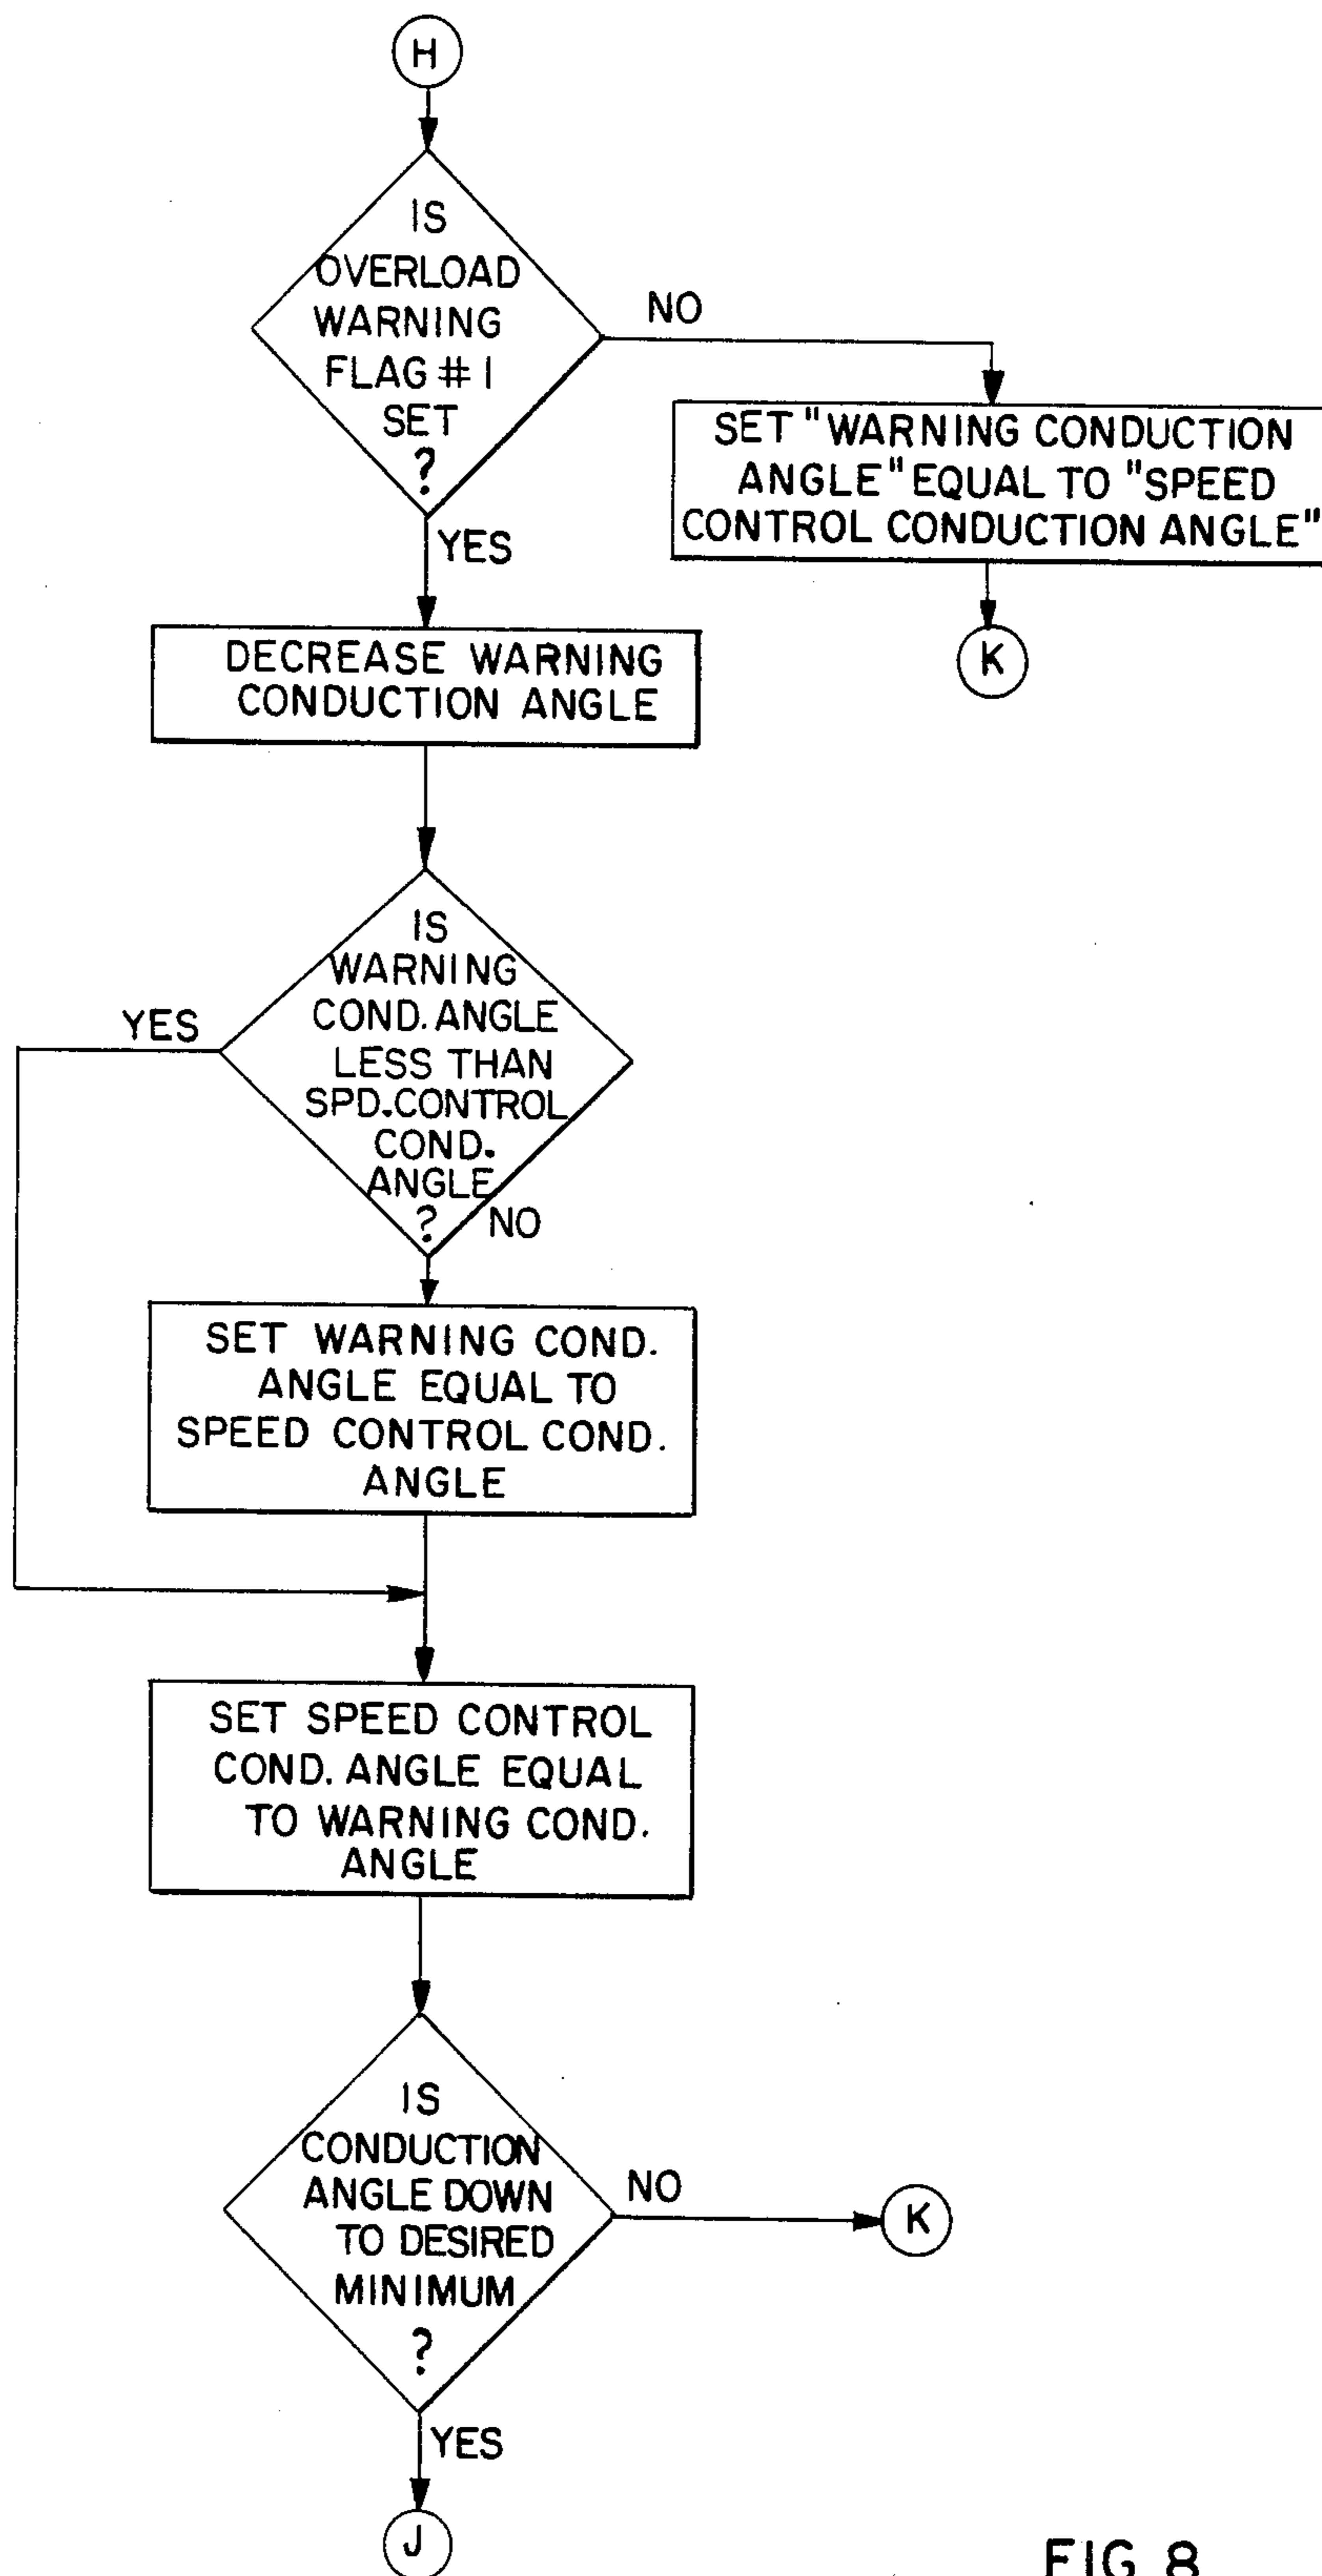 H
IS
OVERLOAD
WARNING
FLAG # 1
SET
?
NO
SET "WARNING CONDUCTION
ANGLE" EQUAL TO "SPEED
CONTROL CONDUCTION ANGLE"
K
YES
DECREASE WARNING
CONDUCTION ANGLE
IS
WARNING
COND. ANGLE
LESS THAN
SPD. CONTROL
COND.
ANGLE
?
YES
NO
SET WARNING COND.
ANGLE EQUAL TO
SPEED CONTROL COND.
ANGLE
SET SPEED CONTROL
COND. ANGLE EQUAL
TO WARNING COND.
ANGLE
IS
CONDUCTION
ANGLE DOWN
TO DESIRED
MINIMUM
?
NO
K
YES
J
FIG 8